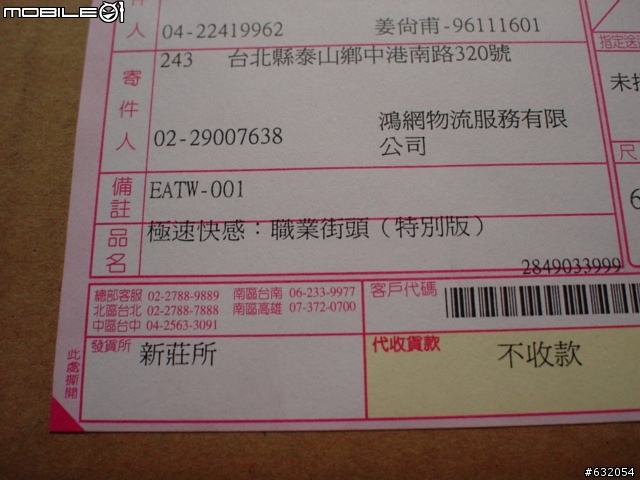 MOBILE01
件人
04-22419962 姜尙甫-96111601
指定送
寄件人
243 台北縣泰山鄉中港南路320號
未
02-29007638 鴻網物流服務有限公司
尺
備註
EATW-001
6
品名
極速快感：職業街頭（特別版）
2849033999
總部客服 02-2788-9889 南區台南 06-233-9977
北區台北 02-2788-7888 南區高雄 07-372-0700
中區台中 04-2563-3091
客戶代碼
發貨所
新莊所
代收貨款
不收款
此處撕開
#632054